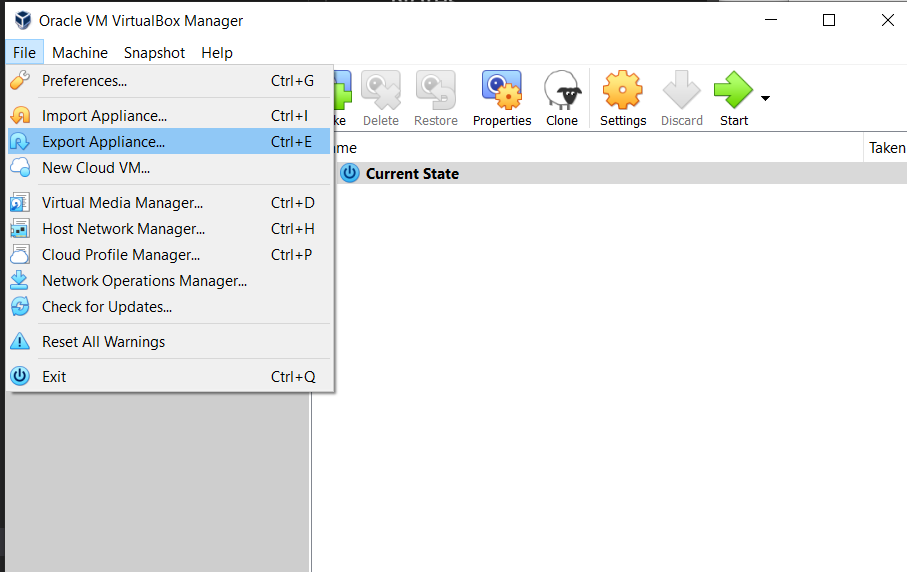 Oracle VM VirtualBox Manager
File Machine Snapshot Help
Preferences... Ctrl+G
Import Appliance... Ctrl+I
Export Appliance... Ctrl+E
New Cloud VM...
Virtual Media Manager... Ctrl+D
Host Network Manager... Ctrl+H
Cloud Profile Manager... Ctrl+P
Network Operations Manager...
Check for Updates...
Reset All Warnings
Exit Ctrl+Q
ke Delete Restore Properties Clone Settings Discard Start
me Taken
Current State